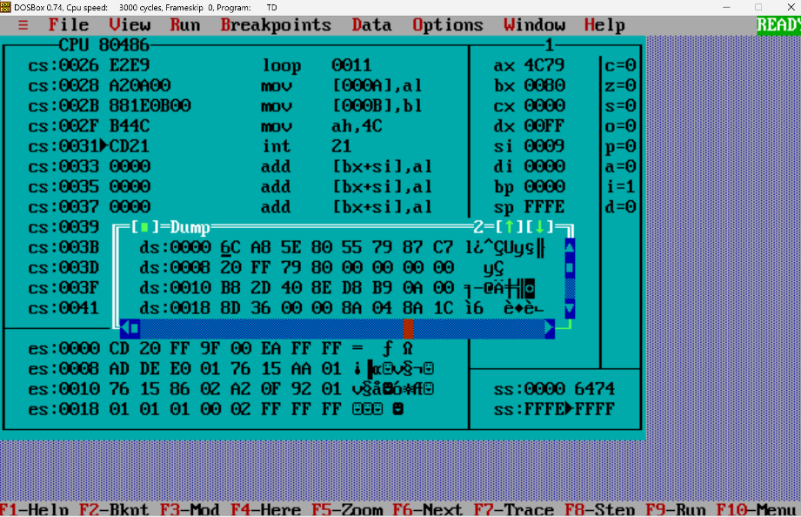 DOSBox 0.74, Cpu speed: 3000 cycles, Frameskip 0, Program: TD
≡ File View Run Breakpoints Data Options Window Help READY
CPU 80486 1
cs:0026 E2E9 loop 0011 ax 4C79 c=0
cs:0028 A20A00 mov [000A],al bx 0080 z=0
cs:002B 881E0B00 mov [000B],bl cx 0000 s=0
cs:002F B44C mov ah,4C dx 00FF o=0
cs:0031►CD21 int 21 si 0009 p=0
cs:0033 0000 add [bx+si],al di 0000 a=0
cs:0035 0000 add [bx+si],al bp 0000 i=1
cs:0037 0000 add [bx+si],al sp FFFE d=0
cs:0039 [■]=Dump 2=[↑][↓]
cs:003B ds:0000 6C A8 5E 80 55 79 87 C7 l¿^ÇUyç╟
cs:003D ds:0008 20 FF 79 80 00 00 00 00 yÇ
cs:003F ds:0010 B8 2D 40 8E D8 B9 0A 00 ╕-@Ä╪╣◙
cs:0041 ds:0018 8D 36 00 00 8A 04 8A 1C ì6 è♦è∟
es:0000 CD 20 FF 9F 00 EA FF FF = ƒ Ω
es:0008 AD DE E0 01 76 15 AA 01 ¡▐α☺v§¬☺
es:0010 76 15 86 02 A2 0F 92 01 v§å☻ó☼Æ☺
es:0018 01 01 01 00 02 FF FF FF ☺☺☺ ☻
ss:0000 6474
ss:FFFE►FFFF
F1-Help F2-Bkpt F3-Mod F4-Here F5-Zoom F6-Next F7-Trace F8-Step F9-Run F10-Menu